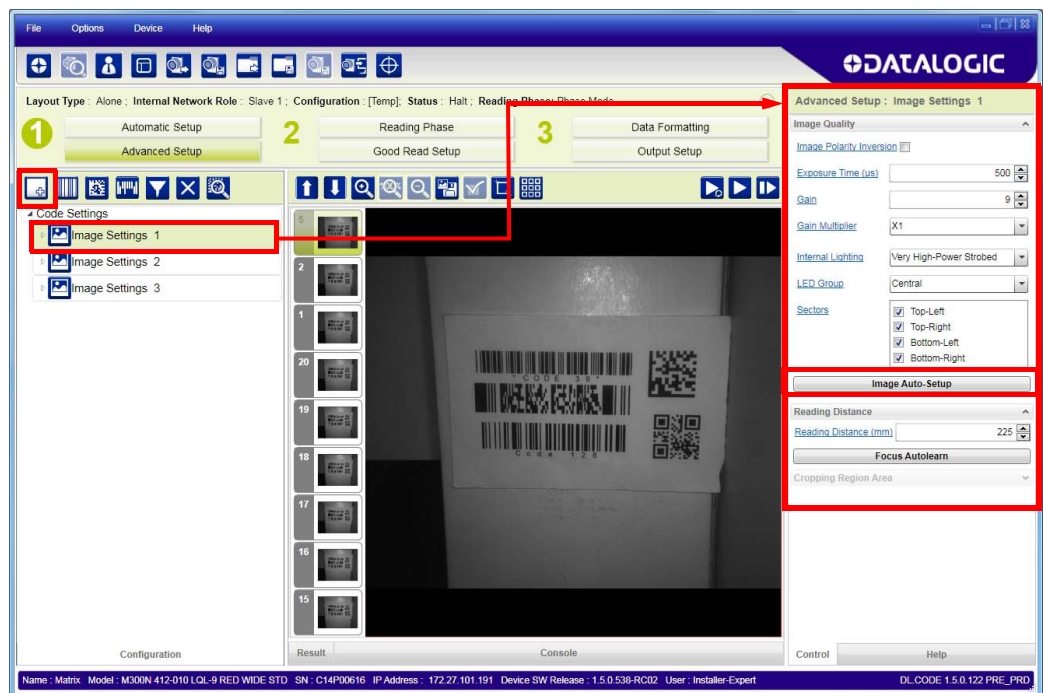 File Options Device Help
DATALOGIC
Layout Type : Alone ; Internal Network Role : Slave 1 ; Configuration : [Temp]; Status : Halt ; Reading Phase: Phase Mode
1 Automatic Setup
Advanced Setup
2 Reading Phase
Good Read Setup
3 Data Formatting
Output Setup
Code Settings
Image Settings 1
Image Settings 2
Image Settings 3
Configuration
5
2
1
20
19
18
17
16
15
* CODE 39 *
Code 128
Result Console
Advanced Setup : Image Settings 1
Image Quality
Image Polarity Inversion
Exposure Time (µs) 500
Gain 9
Gain Multiplier X1
Internal Lighting Very High-Power Strobed
LED Group Central
Sectors Top-Left
Top-Right
Bottom-Left
Bottom-Right
Image Auto-Setup
Reading Distance
Reading Distance (mm) 225
Focus Autolearn
Cropping Region Area
Control Help
Name : Matrix Model : M300N 412-010 LQL-9 RED WIDE STD SN : C14P00616 IP Address : 172.27.101.191 Device SW Release : 1.5.0.538-RC02 User : Installer-Expert DL.CODE 1.5.0.122 PRE_PRD